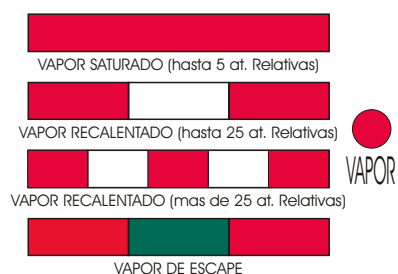 VAPOR SATURADO (hasta 5 at. Relativas)
VAPOR RECALENTADO (hasta 25 at. Relativas)
VAPOR RECALENTADO (mas de 25 at. Relativas)
VAPOR DE ESCAPE
VAPOR